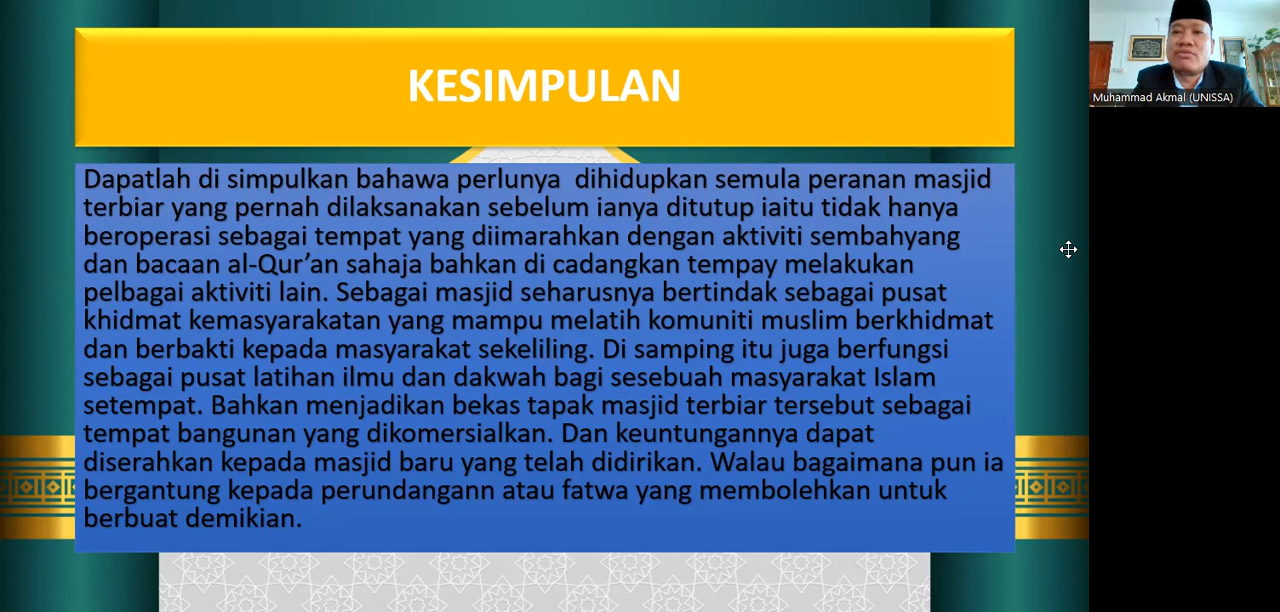 KESIMPULAN
Dapatlah di simpulkan bahawa perlunya dihidupkan semula peranan masjid
terbiar yang pernah dilaksanakan sebelum ianya ditutup iaitu tidak hanya
beroperasi sebagai tempat yang diimarahkan dengan aktiviti sembahyang
dan bacaan al-Qur’an sahaja bahkan di cadangkan tempay melakukan
pelbagai aktiviti lain. Sebagai masjid seharusnya bertindak sebagai pusat
khidmat kemasyarakatan yang mampu melatih komuniti muslim berkhidmat
dan berbakti kepada masyarakat sekeliling. Di samping itu juga berfungsi
sebagai pusat latihan ilmu dan dakwah bagi sesebuah masyarakat Islam
setempat. Bahkan menjadikan bekas tapak masjid terbiar tersebut sebagai
tempat bangunan yang dikomersialkan. Dan keuntungannya dapat
diserahkan kepada masjid baru yang telah didirikan. Walau bagaimana pun ia
bergantung kepada perundangann atau fatwa yang membolehkan untuk
berbuat demikian.
Muhammad Akmal (UNISSA)